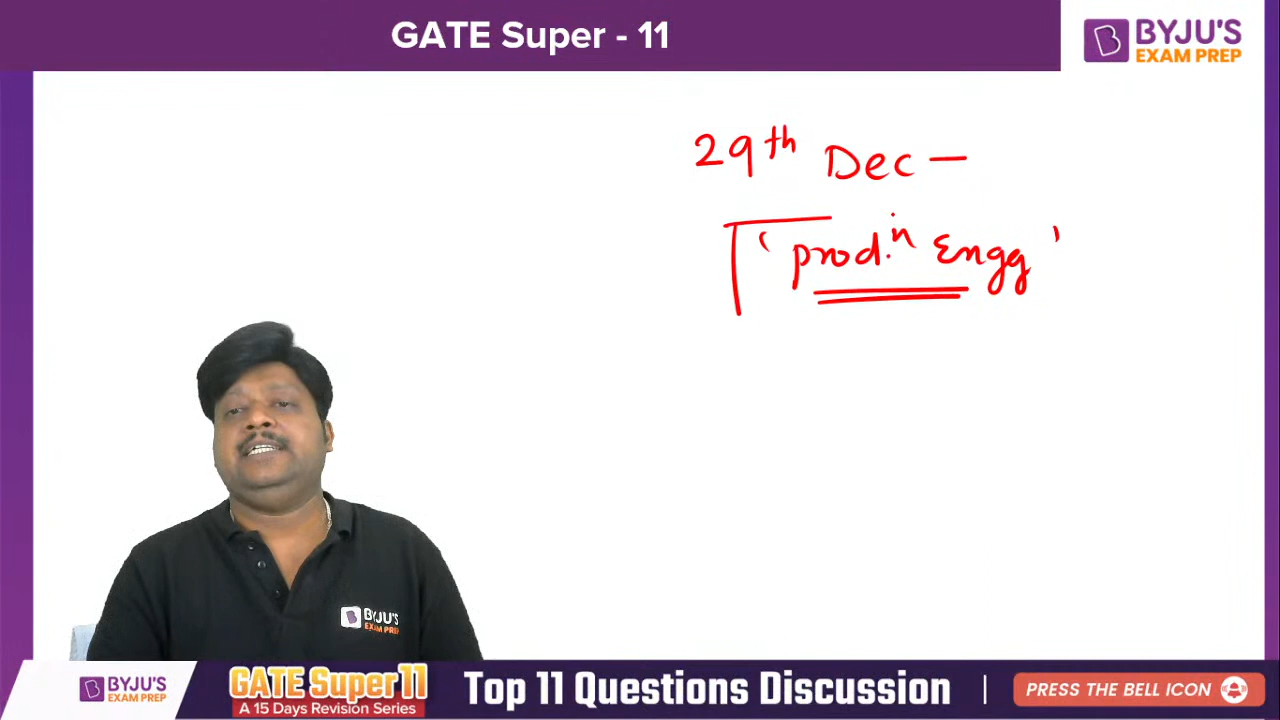 GATE Super - 11
BYJU'S
EXAM PREP
29th Dec —
' prod.n Engg '
BYJU'S
EXAM PREP
BYJU'S
EXAM PREP
GATE Super 11
A 15 Days Revision Series
Top 11 Questions Discussion
PRESS THE BELL ICON